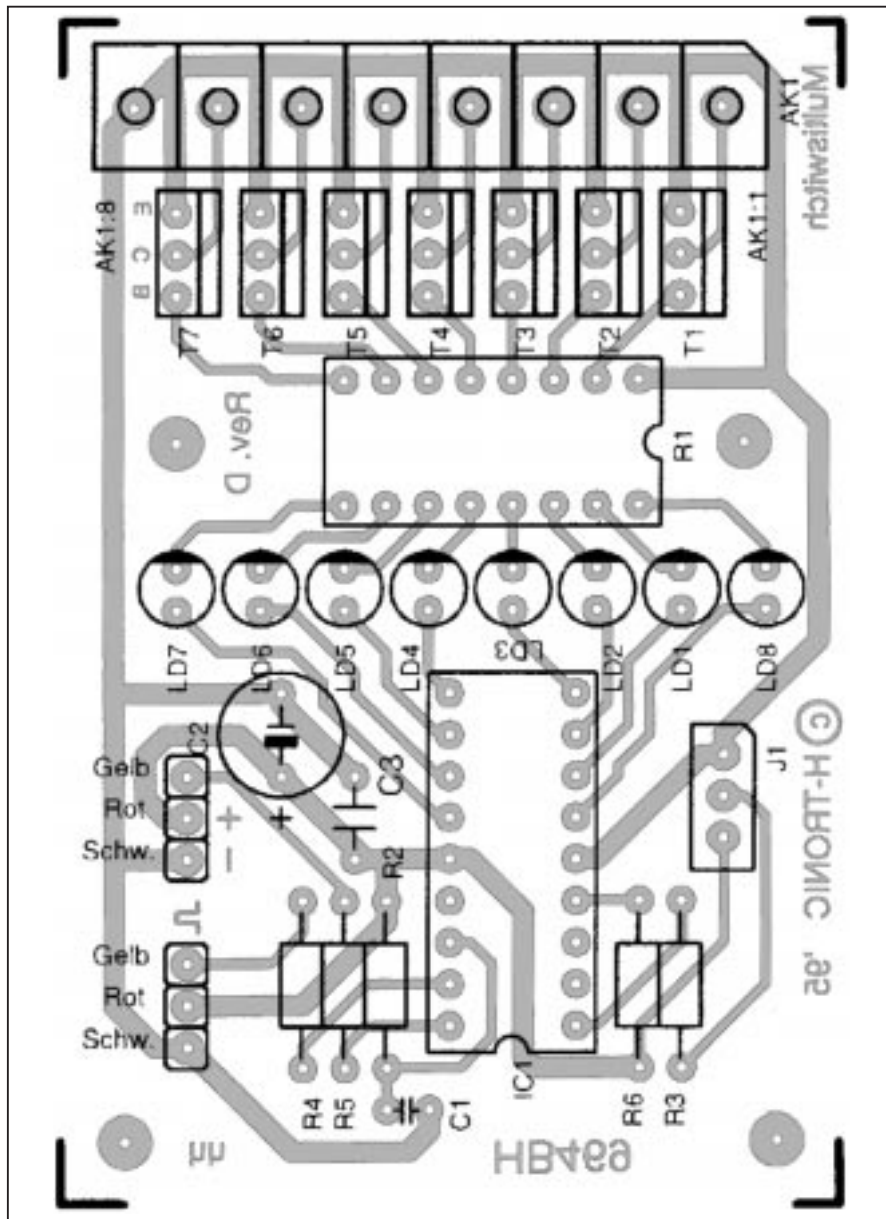 AK1
Multiswitch
AK1:8
E
C
B
AK1:1
T7
T6
T5
T4
T3
T2
T1
Rev. D
R1
LD7
LD6
LD5
LD4
LD3
LD2
LD1
LD8
C2
Gelb
Rot
+
+
Schw.
–
C3
R2
J1
© H-TRONIC '95
Gelb
Rot
Schw.
R4
R5
C1
IC1
R6
R3
hh
HB469